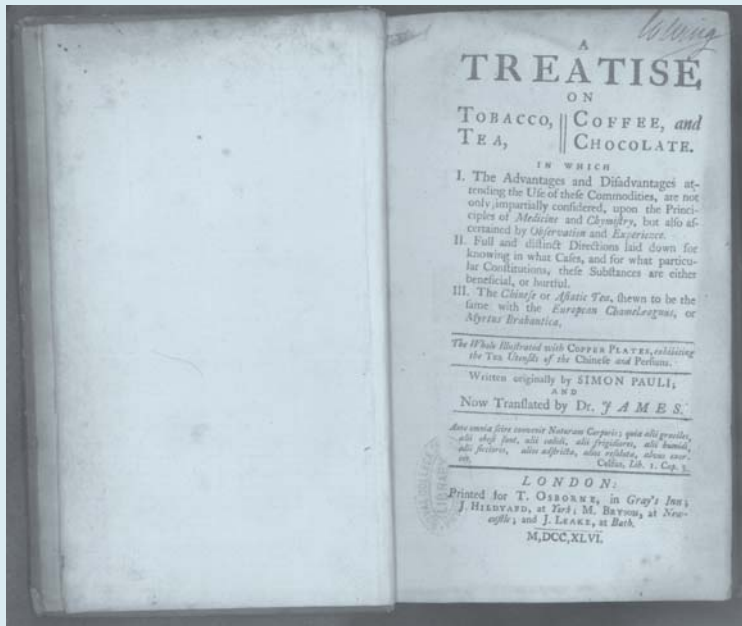 A
TREATISE
ON
TOBACCO, COFFEE, and
TEA, CHOCOLATE.
IN WHICH
I. The Advantages and Diſadvantages at-
tending the Uſe of theſe Commodities, are not
only impartially conſidered, upon the Princi-
ciples of Medicine and Chymiſtry, but alſo aſ-
certained by Obſervation and Experience.
II. Full and diſtinct Directions laid down for
knowing in what Caſes, and for what particu-
lar Conſtitutions, theſe Subſtances are either
beneficial, or hurtful.
III. The Chineſe or Aſiatic Tea, ſhewn to be the
ſame with the European Chamelæagnus, or
Myrtus Brabantica.
The Whole Illuſtrated with COPPER PLATES, exhibiting
the Tea Utenſils of the Chineſe and Perſians.
Written originally by SIMON PAULI;
AND
Now Tranſlated by Dr. JAMES.
Ante omnia ſcire convenit Naturam Corporis; quia alii graciles,
alii obeſi ſunt, alii calidi, alii frigidiores, alii humidi,
alii ſicciores, alios adſtricta, alios reſoluta, alvus exer-
cet. Celſus, Lib. 1. Cap. 3.
LONDON:
Printed for T. OSBORNE, in Gray's Inn;
J. HILDYARD, at York; M. BRYSON, at New-
caſtle; and J. LEAKE, at Bath.
M,DCC,XLVI.